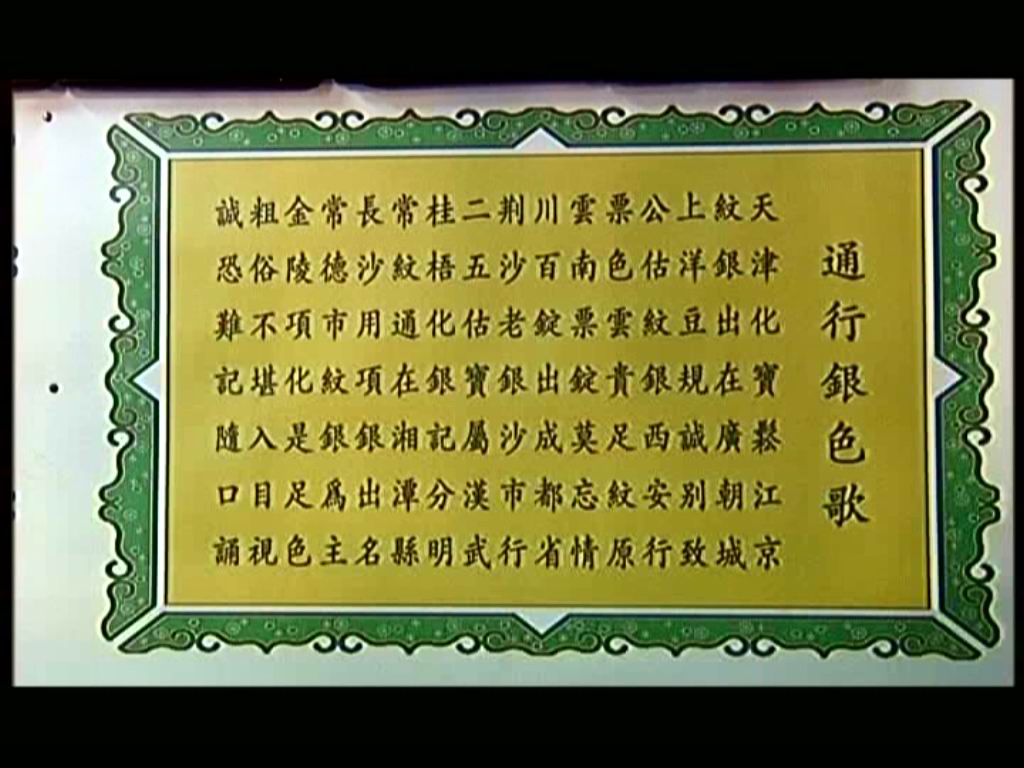 通行銀色歌
天津化寶鬆江京
紋銀出在廣朝城
上洋豆規誠別致
公估紋銀西安行
票色雲貴足紋原
雲南票錠莫忘情
川百錠出成都省
荆沙老銀沙市行
二五估寶屬漢武
桂梧化銀記分明
常紋通在湘潭縣
長沙用項銀出名
常德市紋銀爲主
金陵項化是足色
粗俗不堪入目視
誠恐難記隨口誦